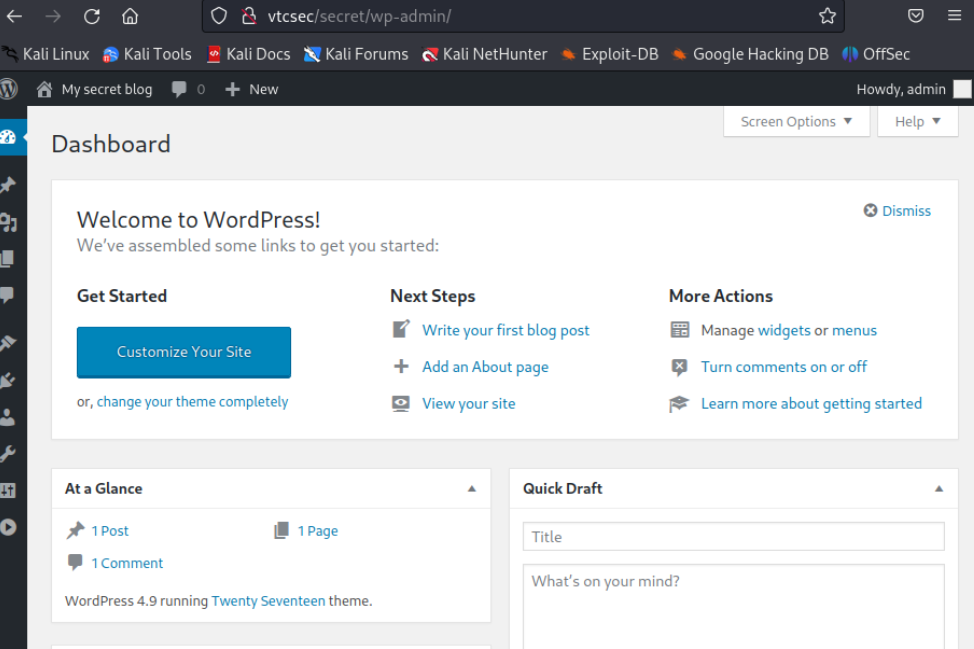 vtcsec/secret/wp-admin/
Kali Linux Kali Tools Kali Docs Kali Forums Kali NetHunter Exploit-DB Google Hacking DB OffSec
My secret blog 0 New Howdy, admin
Screen Options Help
Dashboard
Welcome to WordPress!
Dismiss
We've assembled some links to get you started:
Get Started
Customize Your Site
or, change your theme completely
Next Steps
Write your first blog post
Add an About page
View your site
More Actions
Manage widgets or menus
Turn comments on or off
Learn more about getting started
At a Glance
1 Post 1 Page
1 Comment
WordPress 4.9 running Twenty Seventeen theme.
Quick Draft
Title
What's on your mind?